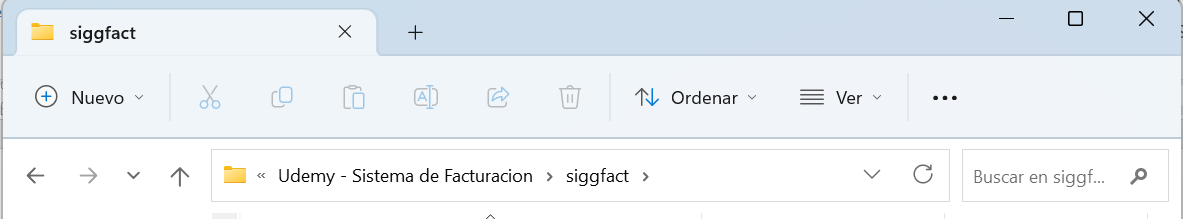 siggfact
Nuevo Ordenar Ver
« Udemy - Sistema de Facturacion > siggfact > Buscar en siggf...